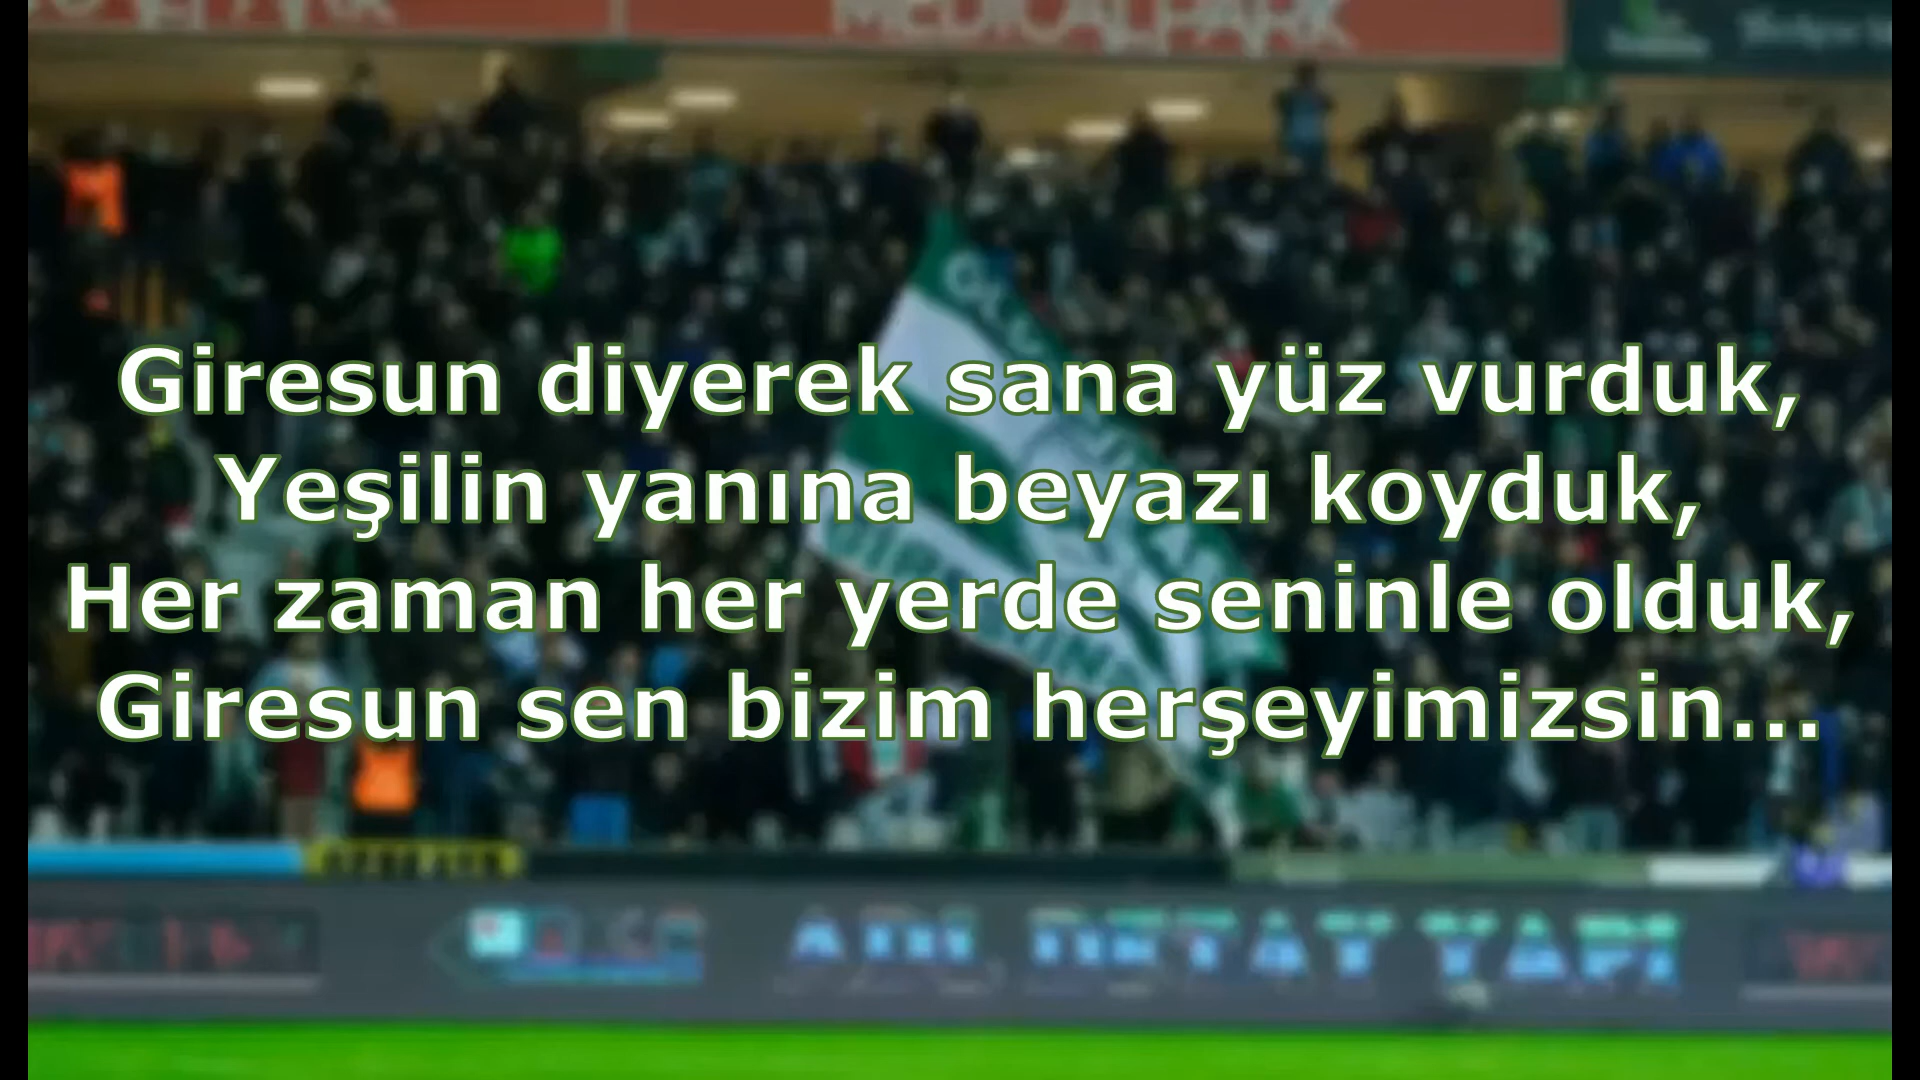 MEDICALPARK
Giresun diyerek sana yüz vurduk,
Yeşilin yanına beyazı koyduk,
Her zaman her yerde seninle olduk,
Giresun sen bizim herşeyimizsin...